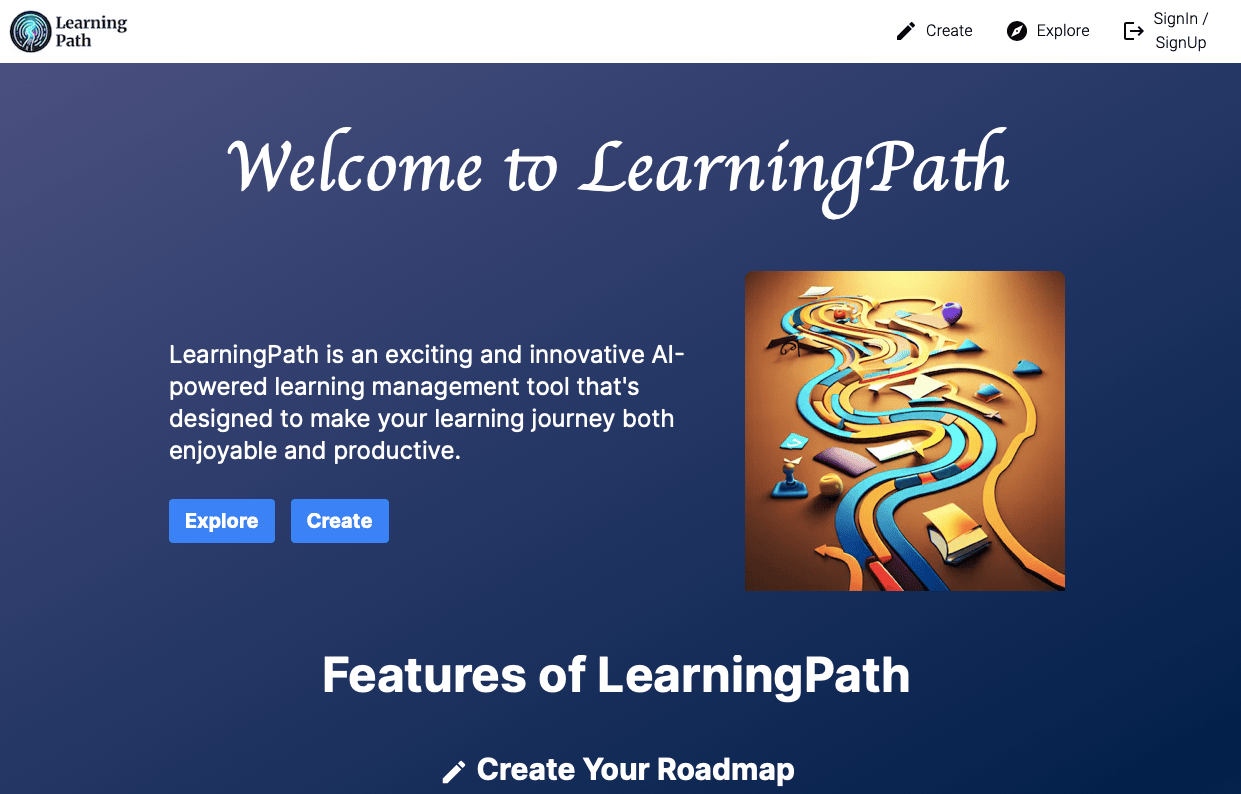 Learning
Path
Create
Explore
SignIn /
SignUp
Welcome to LearningPath
LearningPath is an exciting and innovative AI-
powered learning management tool that's
designed to make your learning journey both
enjoyable and productive.
Explore
Create
Features of LearningPath
Create Your Roadmap